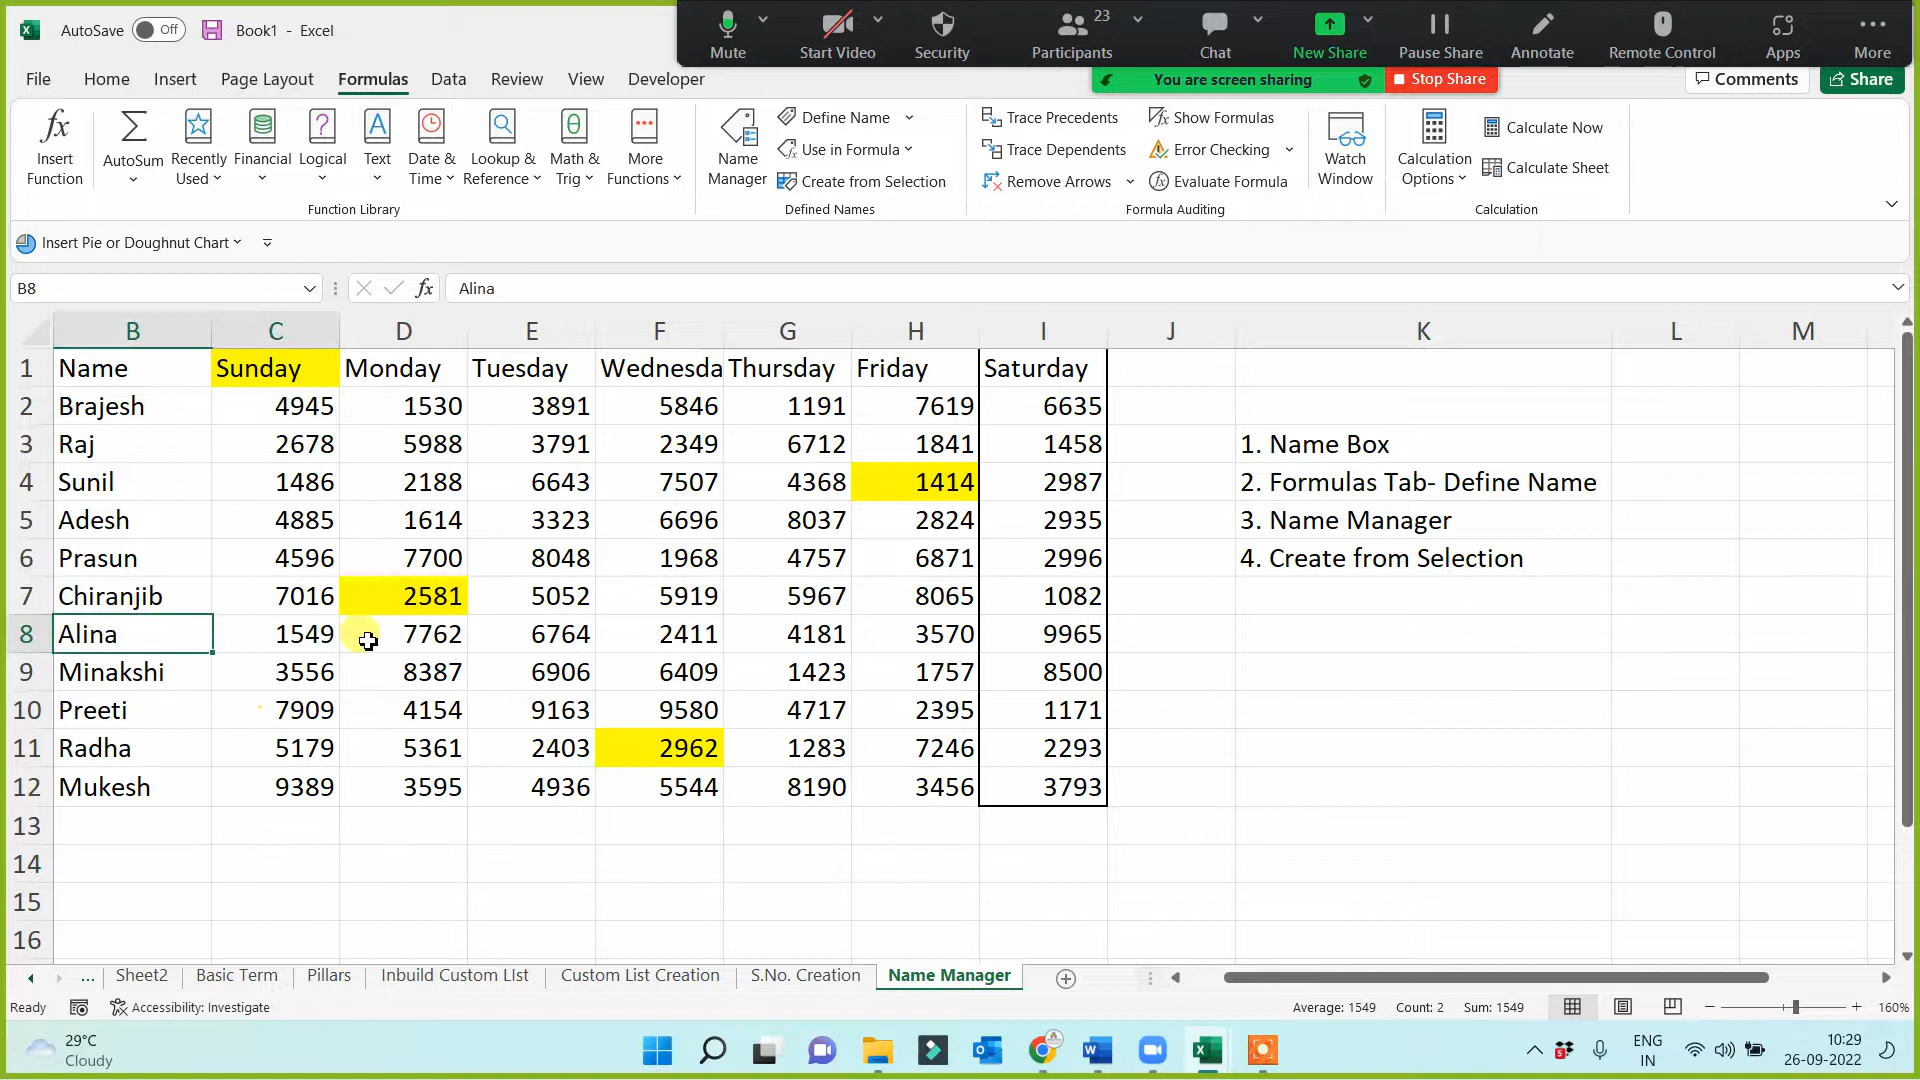 AutoSave Off Book1 - Excel
Mute Start Video Security Participants 23 Chat New Share Pause Share Annotate Remote Control Apps More
You are screen sharing Stop Share
File Home Insert Page Layout Formulas Data Review View Developer Comments Share
Insert Function AutoSum Recently Used Financial Logical Text Date & Time Lookup & Reference Math & Trig More Functions
Function Library
Name Manager
Define Name
Use in Formula
Create from Selection
Defined Names
Trace Precedents Show Formulas
Trace Dependents Error Checking
Remove Arrows Evaluate Formula
Formula Auditing
Watch Window
Calculation Options
Calculate Now
Calculate Sheet
Calculation
Insert Pie or Doughnut Chart
B8 fx Alina
B C D E F G H I J K L M
1 Name Sunday Monday Tuesday Wednesda Thursday Friday Saturday
2 Brajesh 4945 1530 3891 5846 1191 7619 6635
3 Raj 2678 5988 3791 2349 6712 1841 1458 1. Name Box
4 Sunil 1486 2188 6643 7507 4368 1414 2987 2. Formulas Tab- Define Name
5 Adesh 4885 1614 3323 6696 8037 2824 2935 3. Name Manager
6 Prasun 4596 7700 8048 1968 4757 6871 2996 4. Create from Selection
7 Chiranjib 7016 2581 5052 5919 5967 8065 1082
8 Alina 1549 7762 6764 2411 4181 3570 9965
9 Minakshi 3556 8387 6906 6409 1423 1757 8500
10 Preeti 7909 4154 9163 9580 4717 2395 1171
11 Radha 5179 5361 2403 2962 1283 7246 2293
12 Mukesh 9389 3595 4936 5544 8190 3456 3793
13
14
15
16
... Sheet2 Basic Term Pillars Inbuild Custom LIst Custom List Creation S.No. Creation Name Manager
Ready Accessibility: Investigate Average: 1549 Count: 2 Sum: 1549 160%
29°C
Cloudy
ENG
IN
10:29
26-09-2022